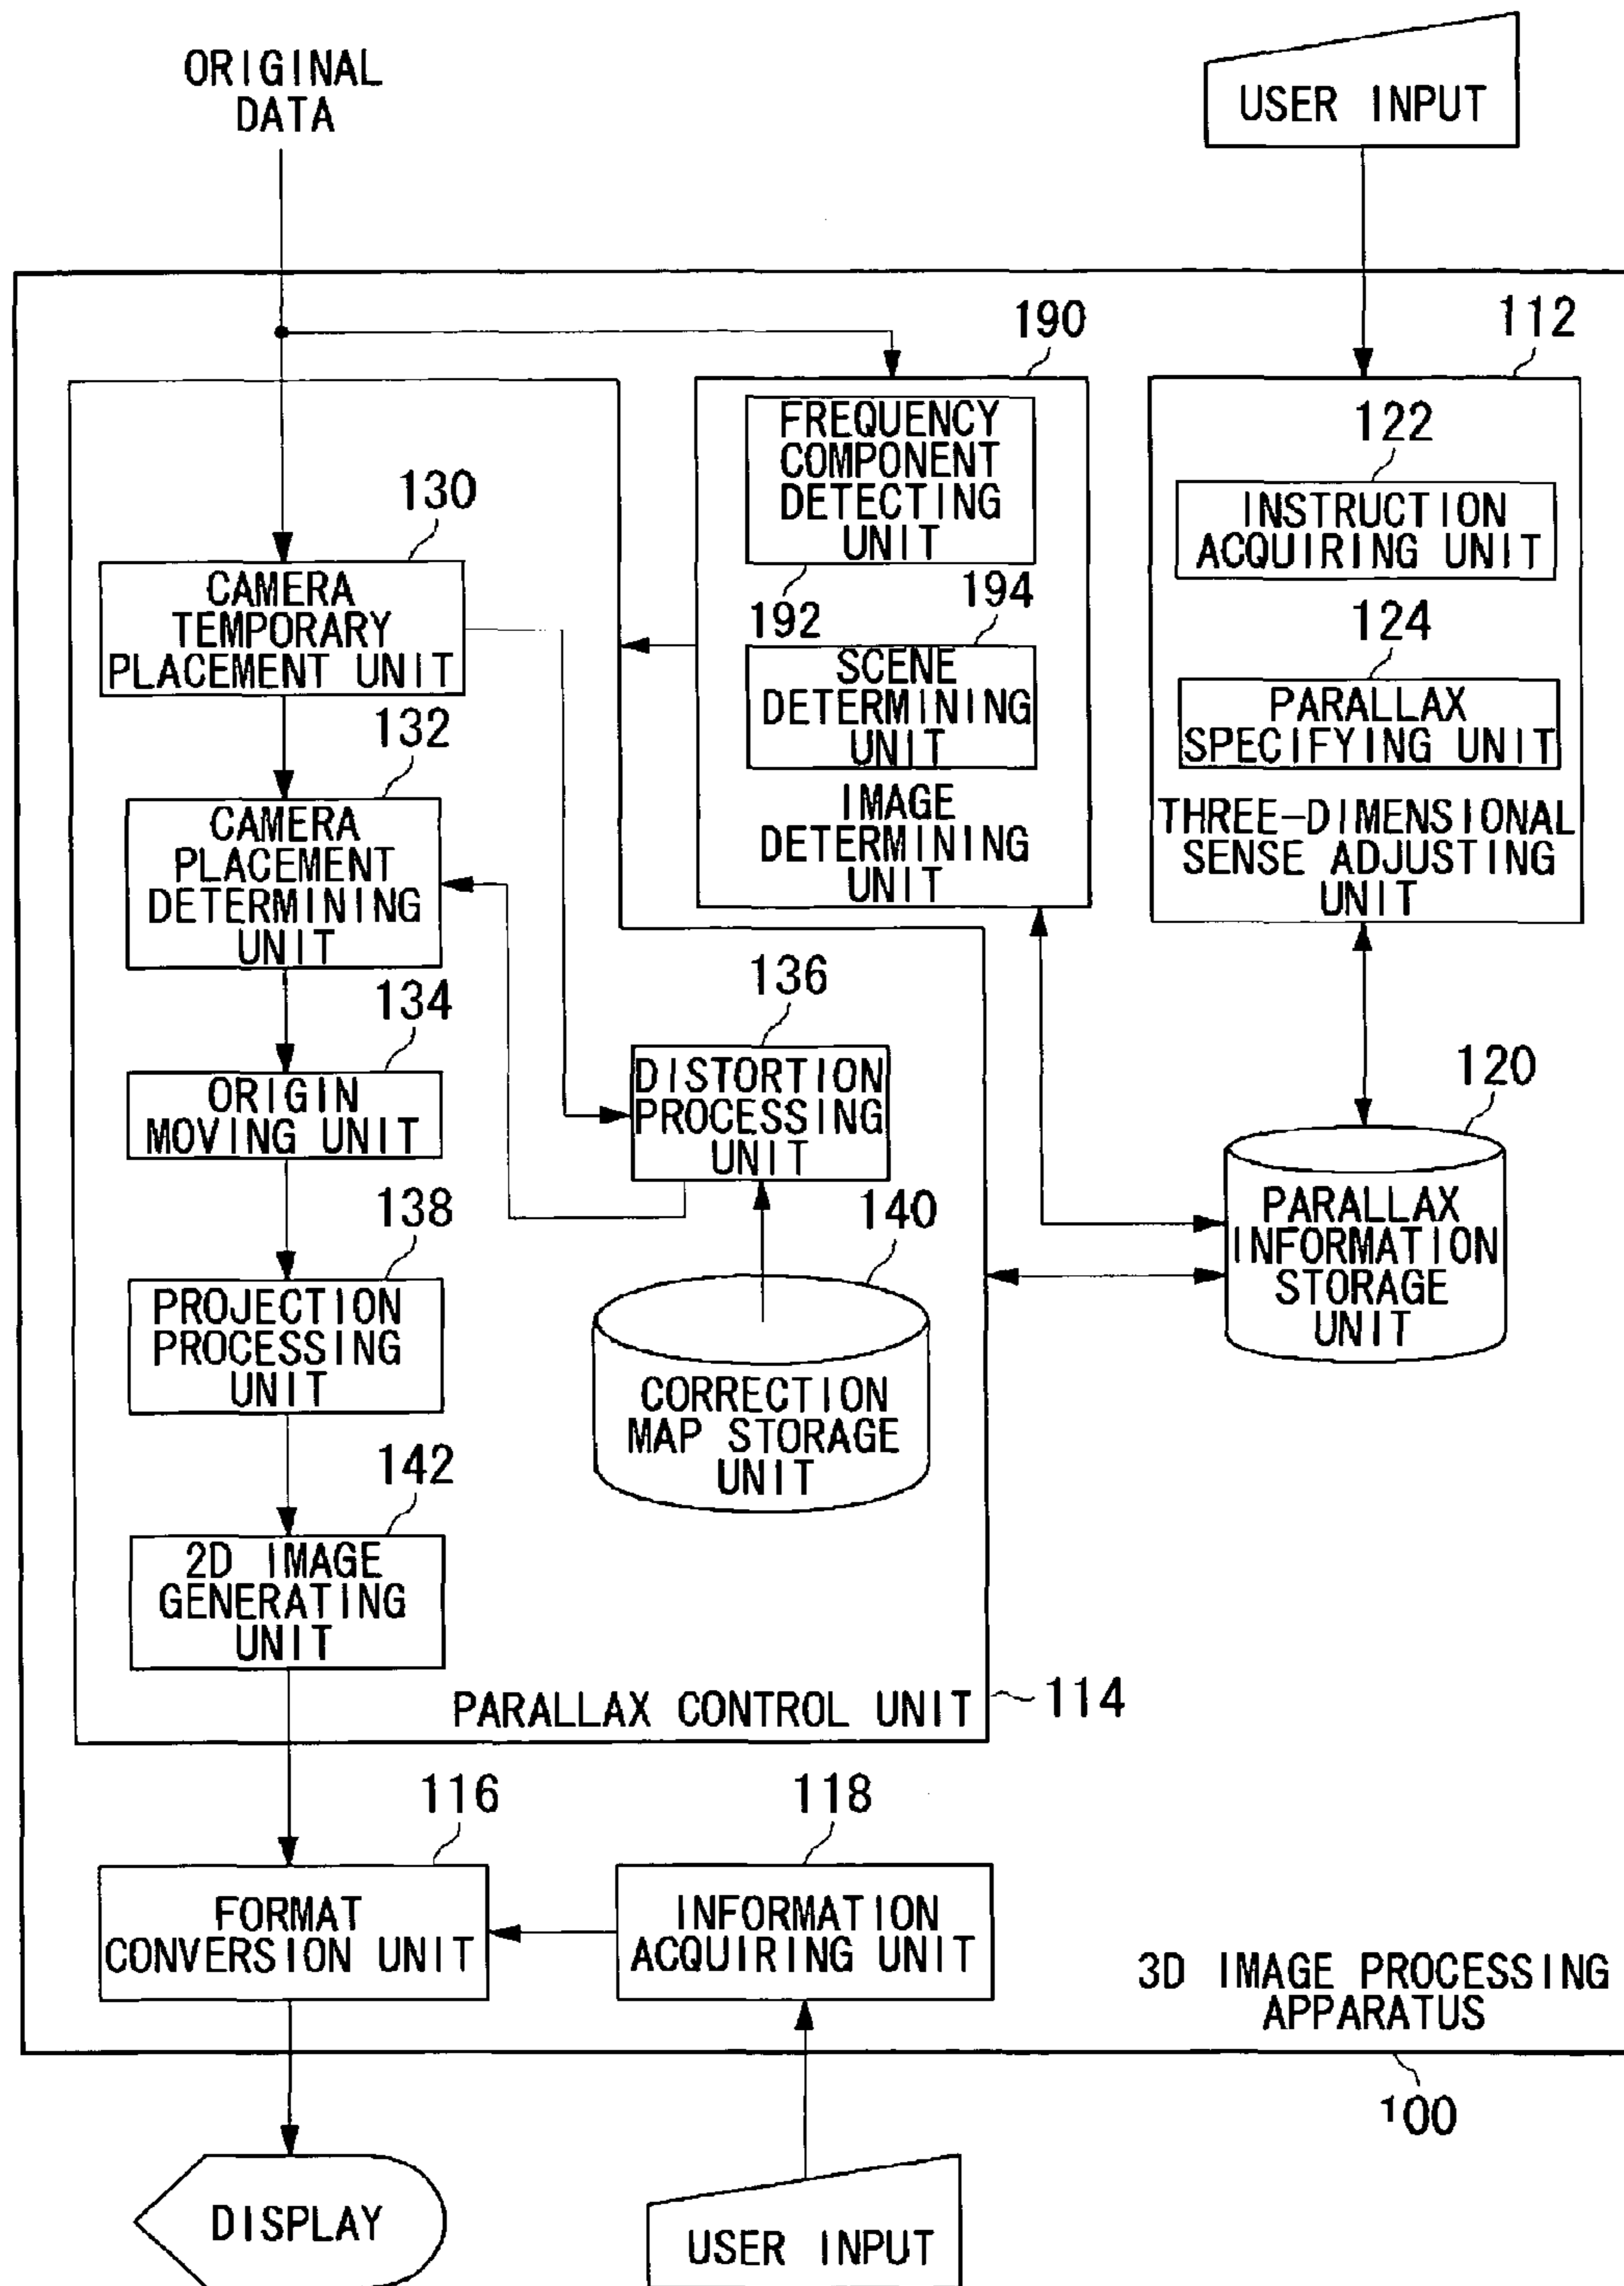 ORIGINAL
DATA
USER INPUT
190
112
FREQUENCY
COMPONENT
DETECTING
UNIT
192
194
SCENE
DETERMINING
UNIT
IMAGE
DETERMINING
UNIT
122
INSTRUCTION
ACQUIRING UNIT
124
PARALLAX
SPECIFYING UNIT
THREE-DIMENSIONAL
SENSE ADJUSTING
UNIT
130
CAMERA
TEMPORARY
PLACEMENT UNIT
132
CAMERA
PLACEMENT
DETERMINING
UNIT
134
ORIGIN
MOVING UNIT
136
DISTORTION
PROCESSING
UNIT
120
PARALLAX
INFORMATION
STORAGE
UNIT
138
PROJECTION
PROCESSING
UNIT
140
CORRECTION
MAP STORAGE
UNIT
142
2D IMAGE
GENERATING
UNIT
PARALLAX CONTROL UNIT
114
116
FORMAT
CONVERSION UNIT
118
INFORMATION
ACQUIRING UNIT
3D IMAGE PROCESSING
APPARATUS
100
DISPLAY
USER INPUT